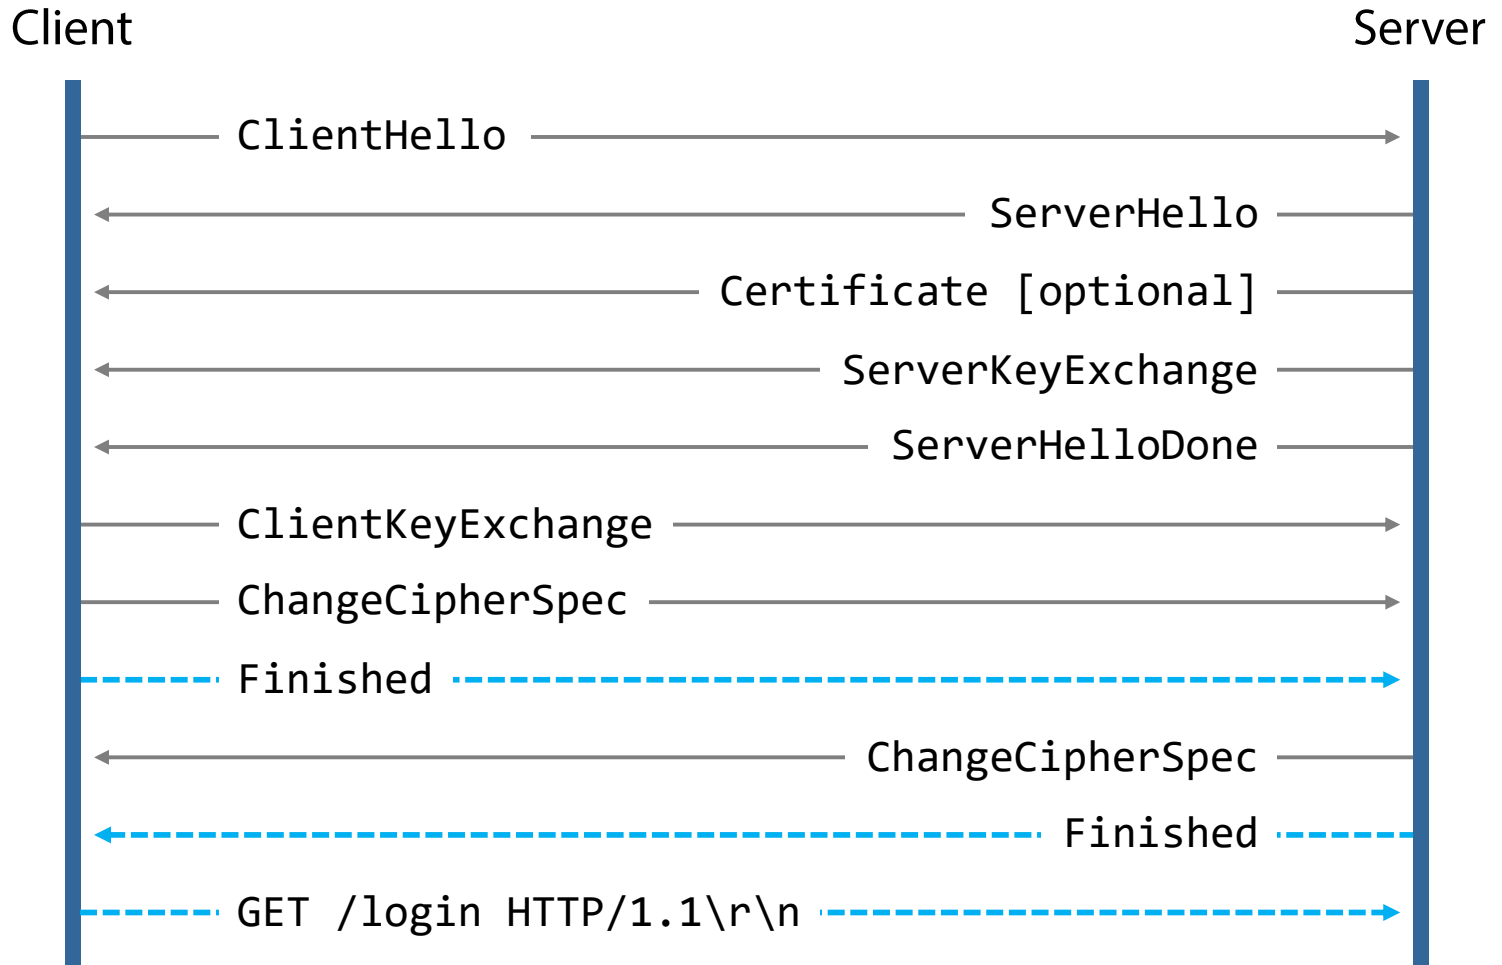 Client
Server
ClientHello
ServerHello
Certificate [optional]
ServerKeyExchange
ServerHelloDone
ClientKeyExchange
ChangeCipherSpec
Finished
ChangeCipherSpec
Finished
GET /login HTTP/1.1\r\n